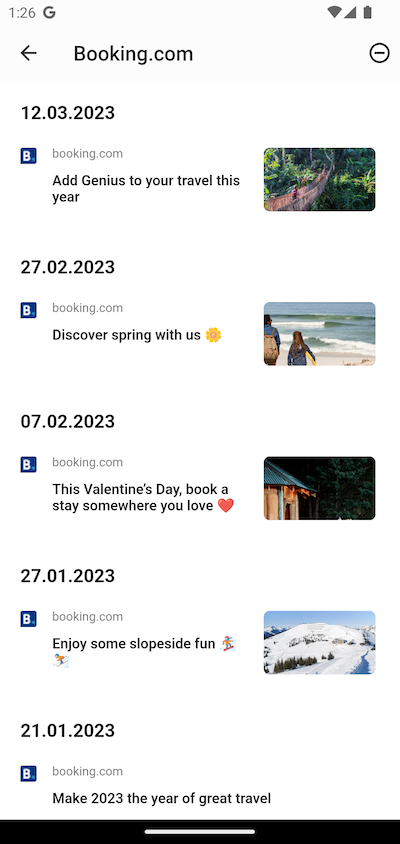 1:26 G
Booking.com
12.03.2023
B.
booking.com
Add Genius to your travel this
year
27.02.2023
B.
booking.com
Discover spring with us 🌼
07.02.2023
B.
booking.com
This Valentine’s Day, book a
stay somewhere you love ❤️
27.01.2023
B.
booking.com
Enjoy some slopeside fun 🏂
⛷️
21.01.2023
B.
booking.com
Make 2023 the year of great travel